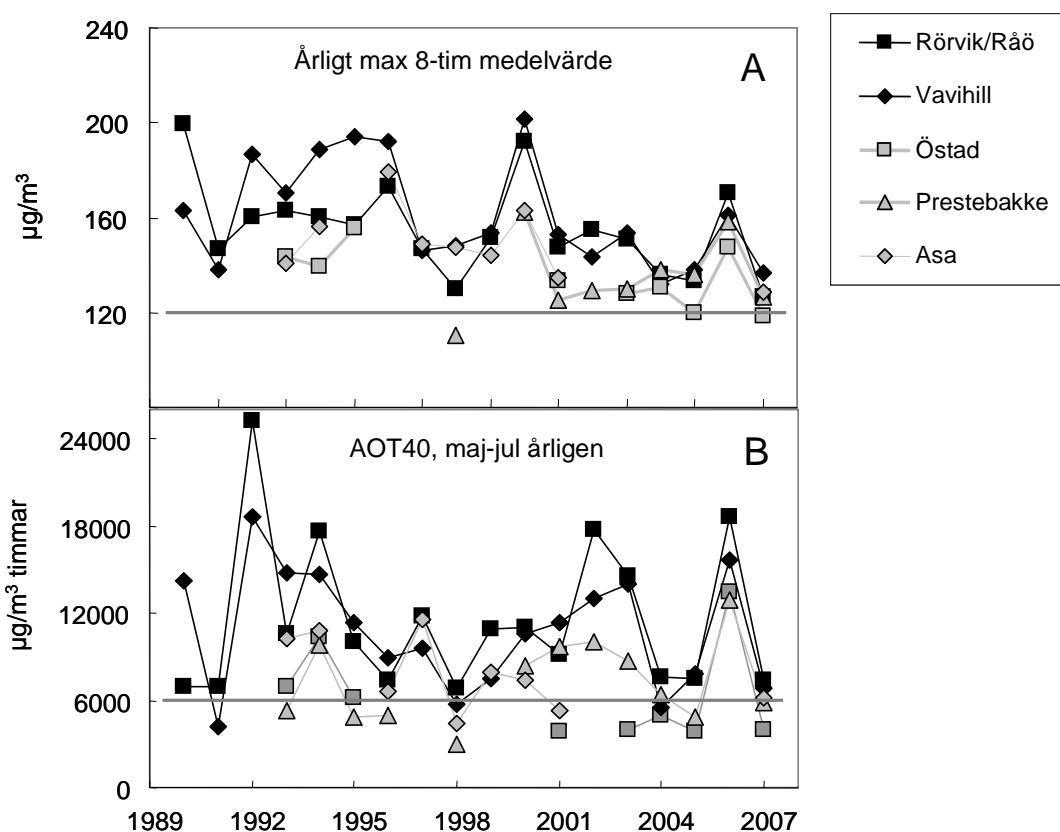 Årligt max 8-tim medelvärde
A
240
200
160
120
µg/m³
Rörvik/Råö
Vavihill
Östad
Prestebakke
Asa
AOT40, maj-jul årligen
B
24000
18000
12000
6000
0
µg/m³ timmar
1989 1992 1995 1998 2001 2004 2007